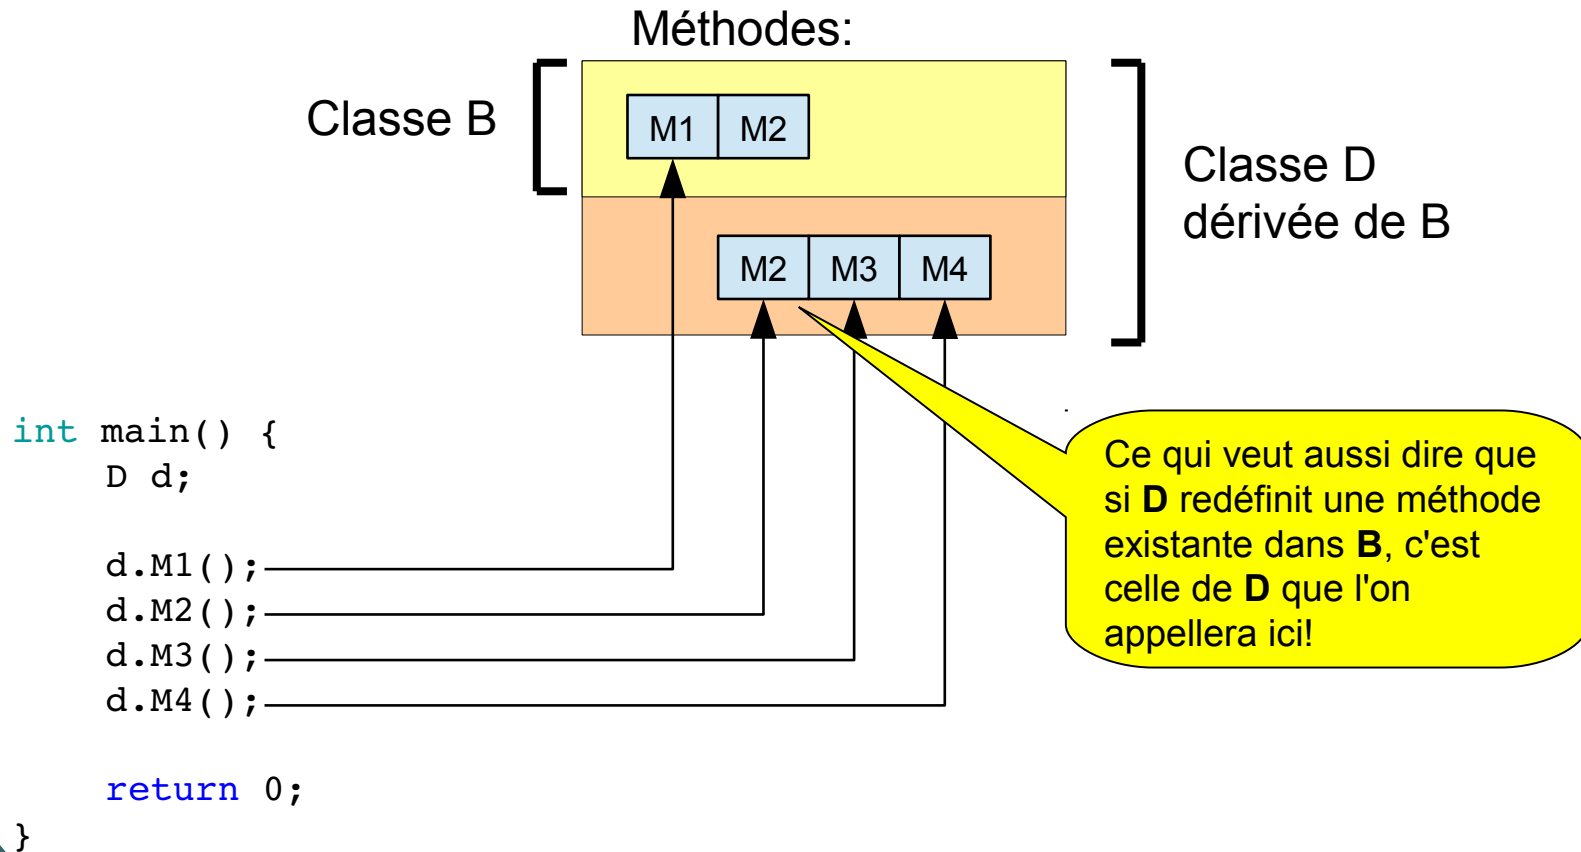 Méthodes:
Classe B
M1 M2
Classe D
dérivée de B
M2 M3 M4
int main() {
D d;
d.M1();
d.M2();
d.M3();
d.M4();
return 0;
}
Ce qui veut aussi dire que
si D redéfinit une méthode
existante dans B, c'est
celle de D que l'on
appellera ici!